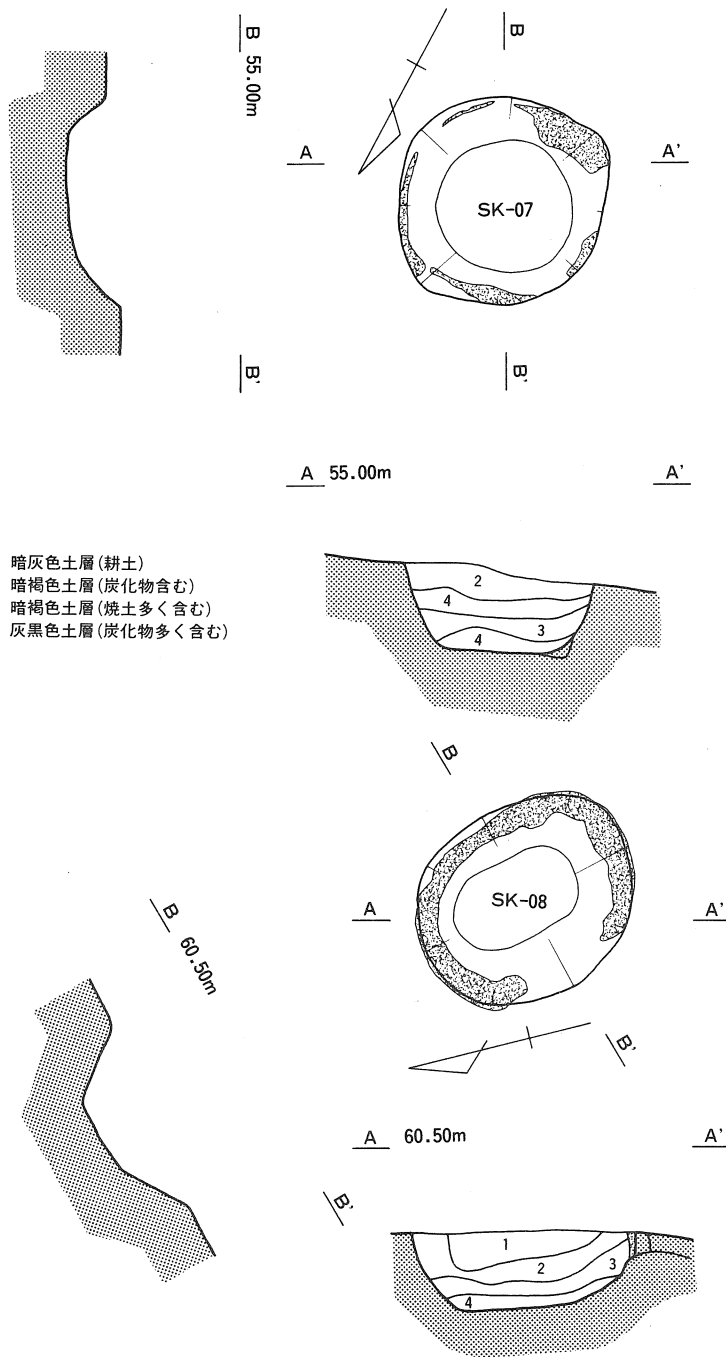 B
55.00m
B
A
A'
SK-07
B'
B'
A 55.00m
A'
暗灰色土層(耕土)
暗褐色土層(炭化物含む)
暗褐色土層(焼土多く含む)
灰黒色土層(炭化物多く含む)
2
4
3
4
B
A
SK-08
A'
B
60.50m
B'
A 60.50m
A'
B'
1
2
3
4